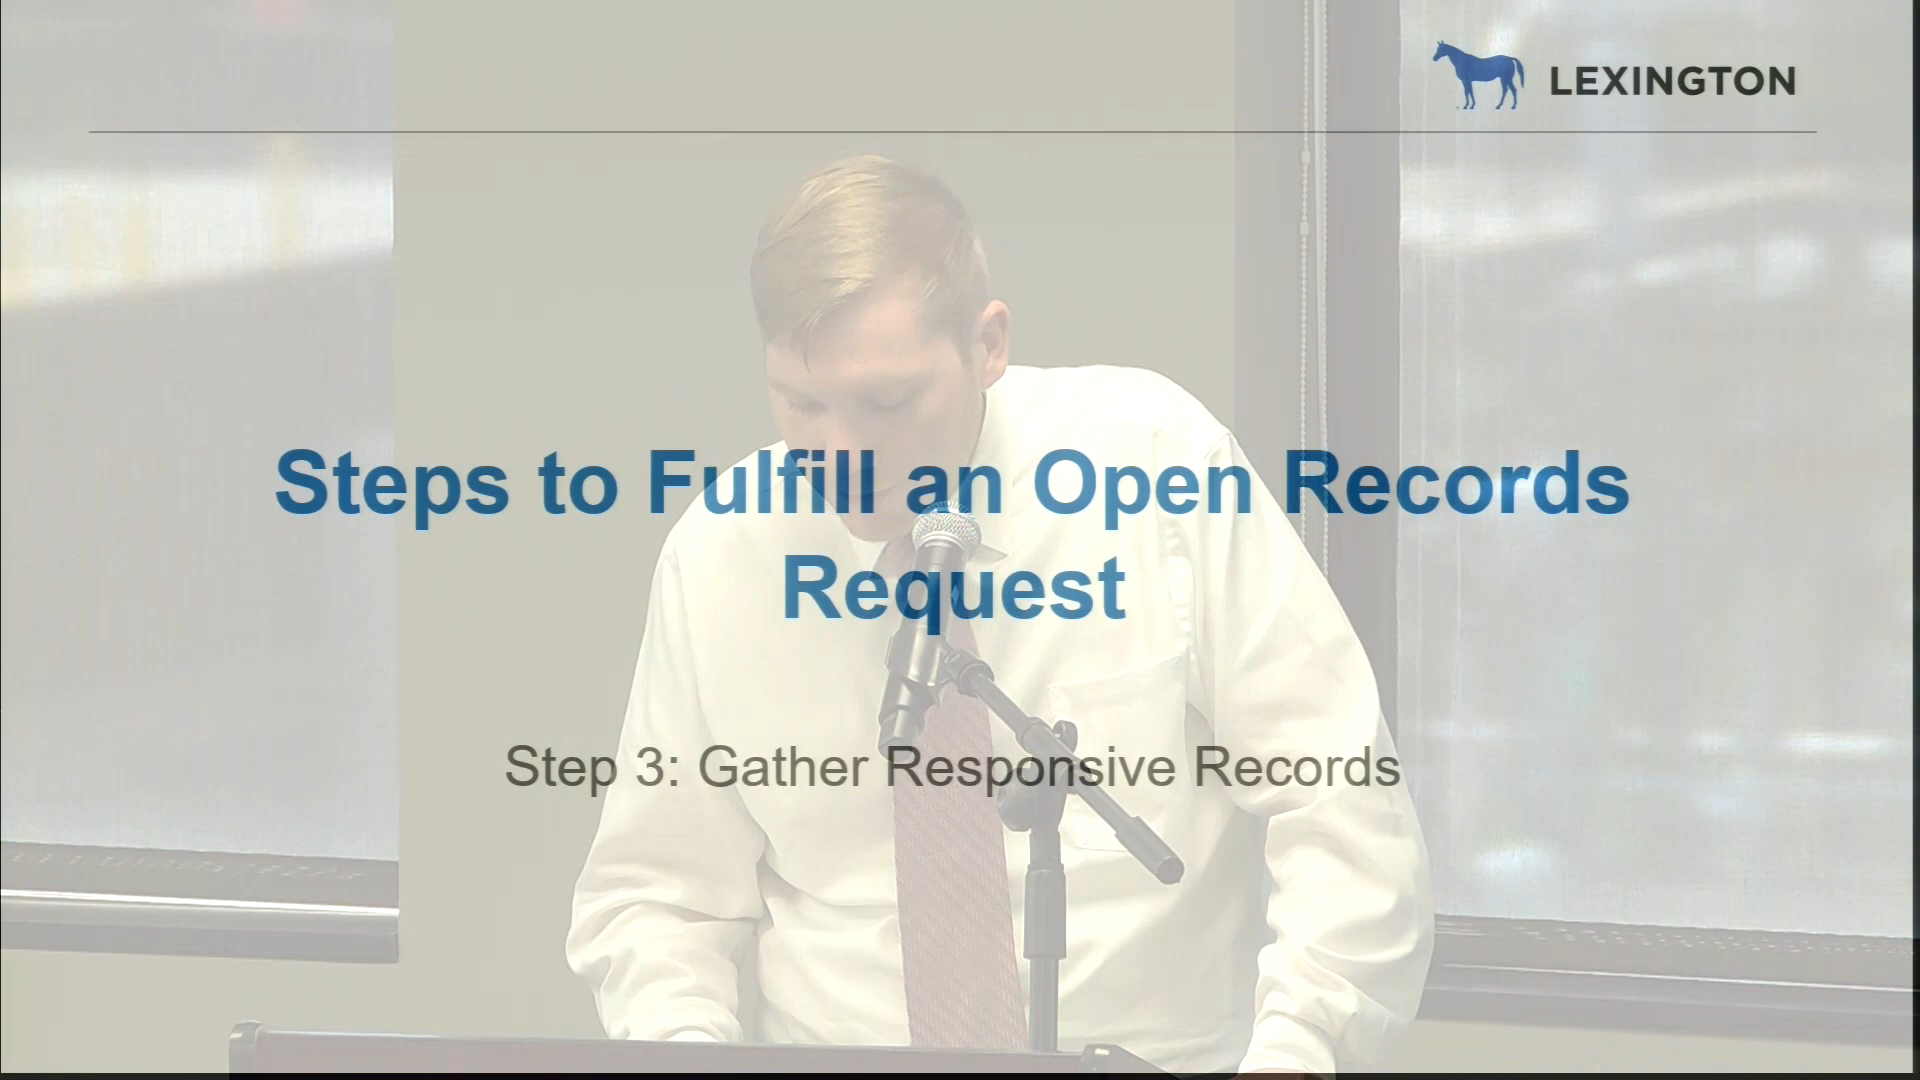 LEXINGTON
Steps to Fulfill an Open Records
Request
Step 3: Gather Responsive Records